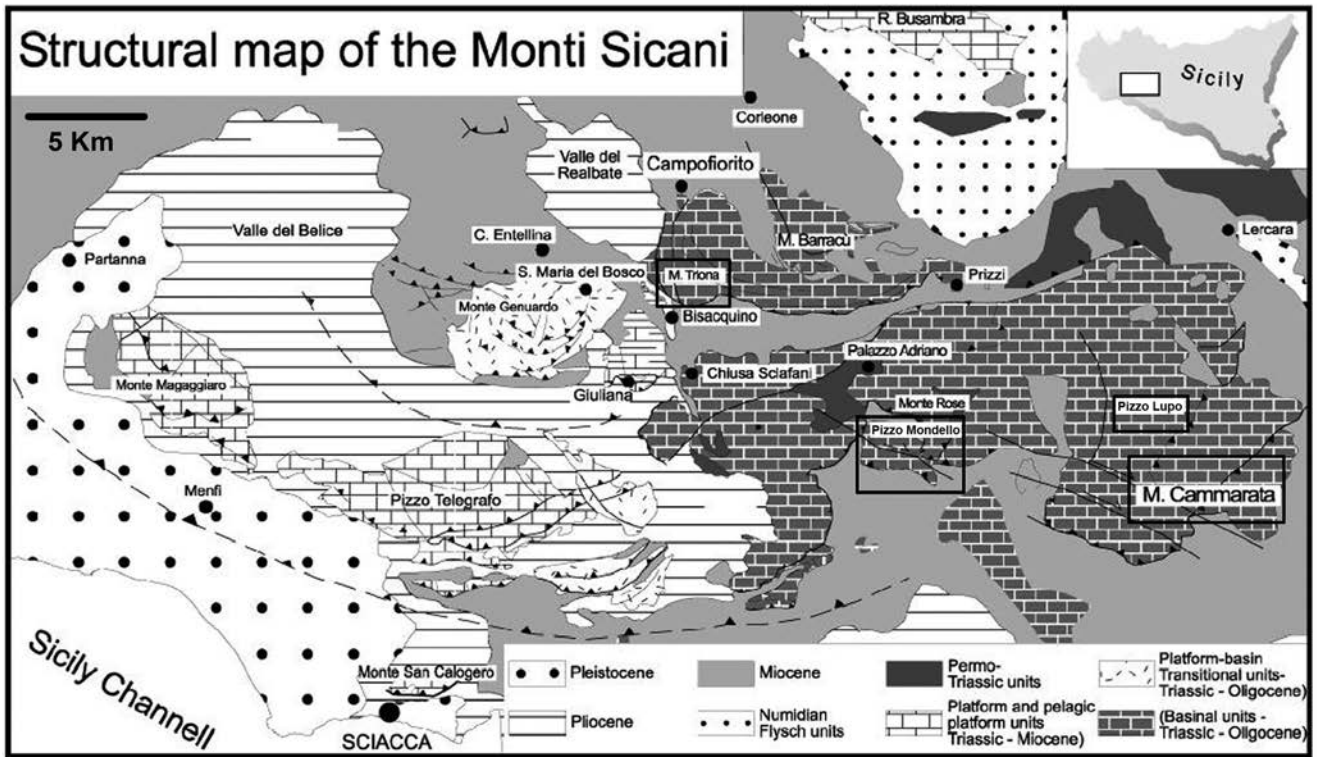 Structural map of the Monti Sicani
R. Busambra
Sicily
5 Km
Corleone
Valle del
Realbate
Campofiorito
Valle del Belice
C. Entellina
M. Barracù
Lercara
Partanna
S. Maria del Bosco
M. Triona
Prizzi
Monte Genuardo
Bisacquino
Palazzo Adriano
Chiusa Sclafani
Monte Magaggiaro
Giuliana
Monte Rose
Pizzo Lupo
Pizzo Mondello
Menfi
Pizzo Telegrafo
M. Cammarata
Sicily Channell
Monte San Calogero
SCIACCA
Pleistocene
Miocene
Permo-
Triassic units
Platform-basin
Transitional units-
Triassic - Oligocene)
Pliocene
Numidian
Flysch units
Platform and pelagic
platform units
Triassic - Miocene)
(Basinal units -
Triassic - Oligocene)